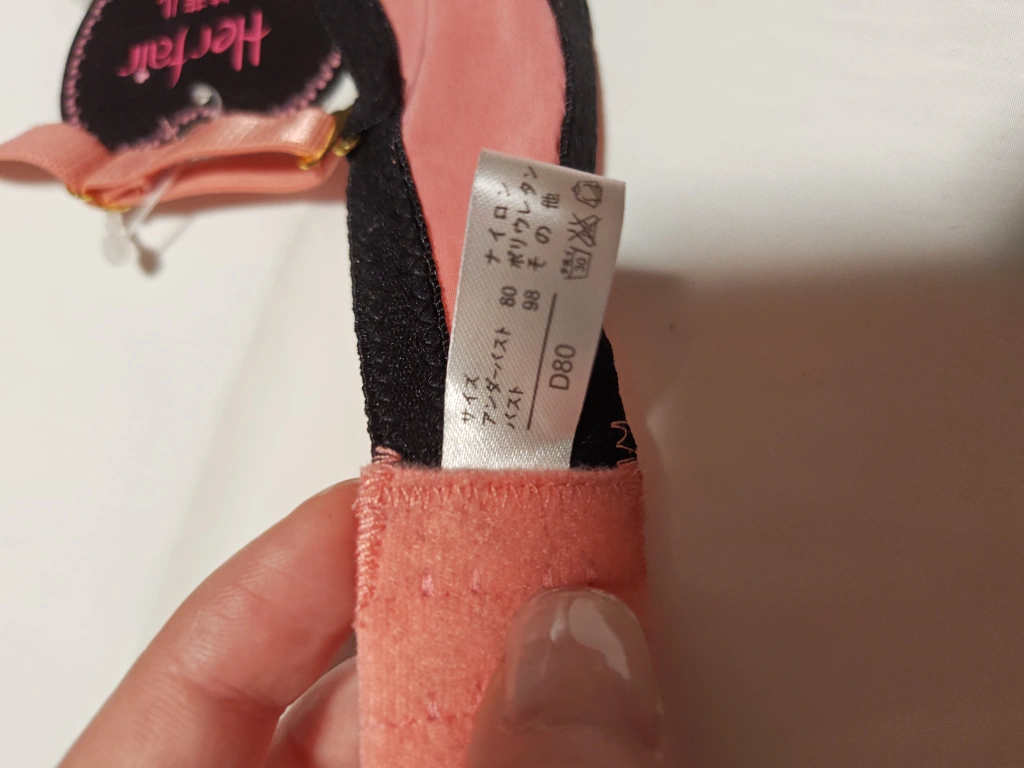 Herfair
サイズ
アンダーバスト 80
バスト 98
D80
ナイロン
ポリウレタン
その他
30